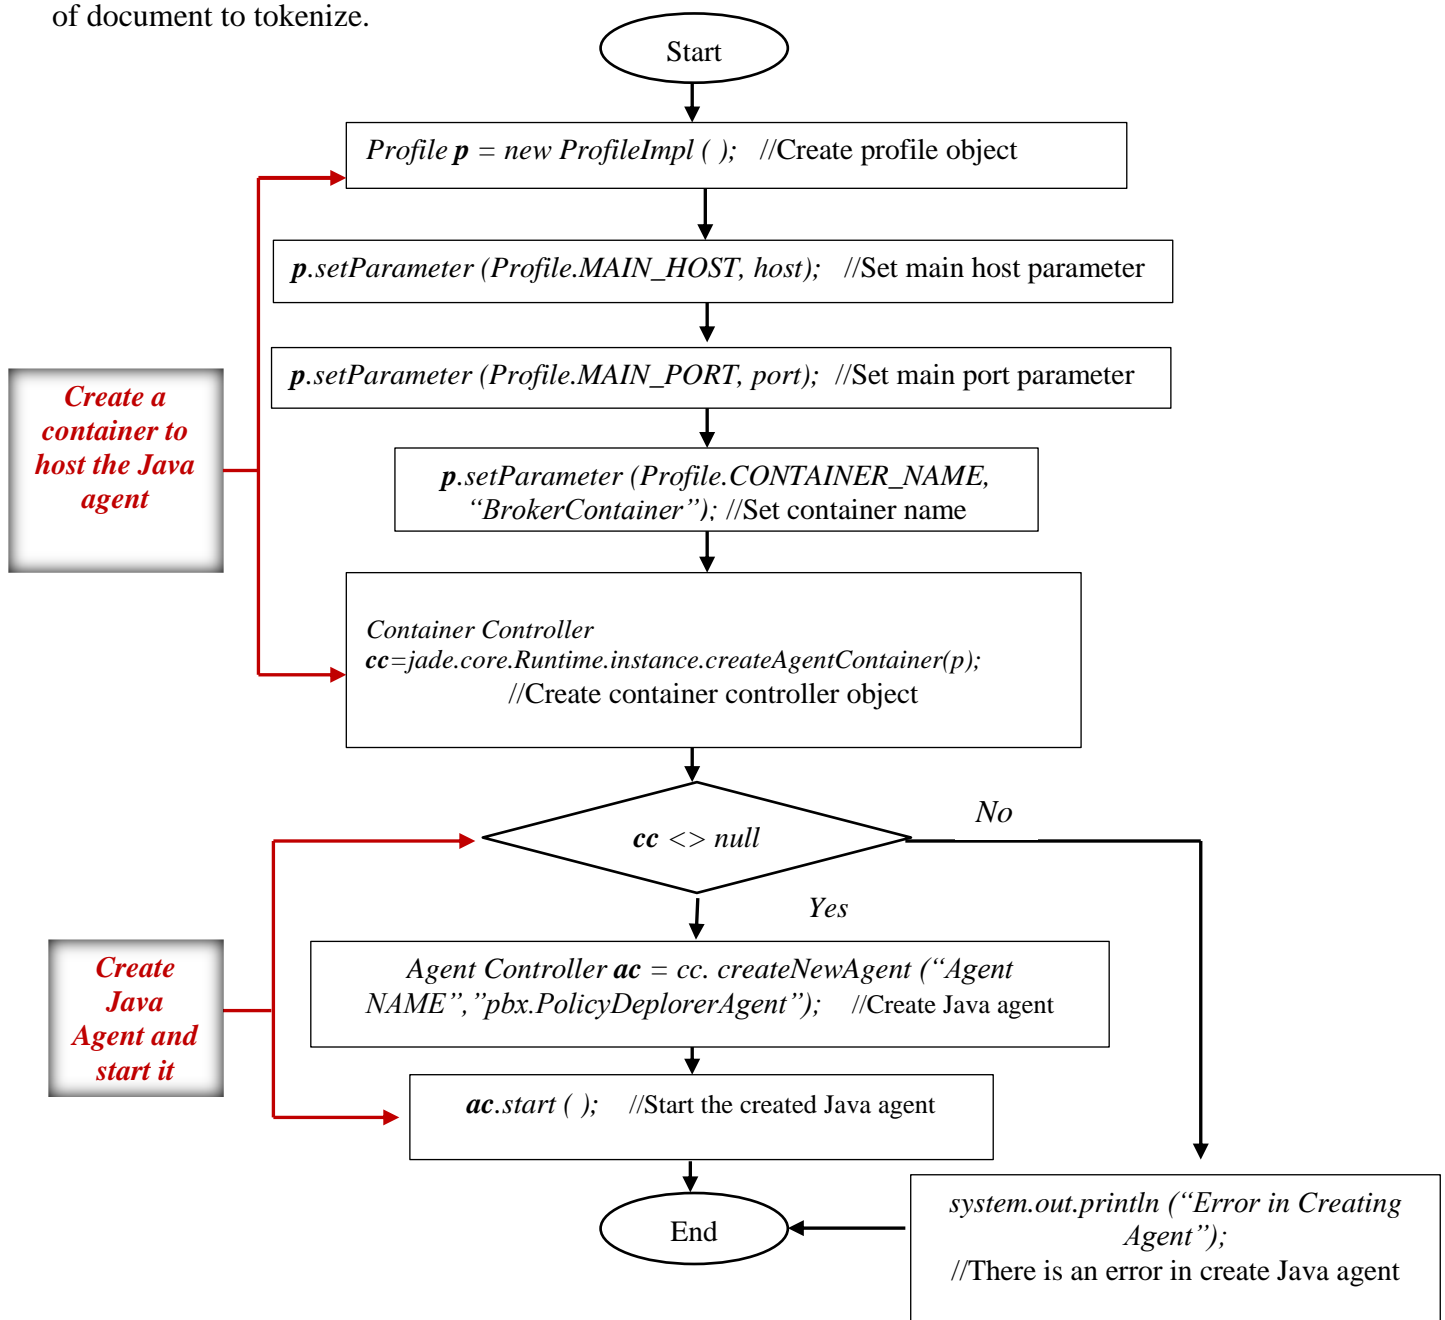 of document to tokenize.
Start
Profile p = new ProfileImpl ( ); //Create profile object
p.setParameter (Profile.MAIN_HOST, host); //Set main host parameter
p.setParameter (Profile.MAIN_PORT, port); //Set main port parameter
Create a
container to
host the Java
agent
p.setParameter (Profile.CONTAINER_NAME,
“BrokerContainer”); //Set container name
Container Controller
cc=jade.core.Runtime.instance.createAgentContainer(p);
//Create container controller object
cc <> null
No
Yes
Create
Java
Agent and
start it
Agent Controller ac = cc. createNewAgent (“Agent
NAME”,”pbx.PolicyDeplorerAgent”); //Create Java agent
ac.start ( ); //Start the created Java agent
End
system.out.println (“Error in Creating
Agent”);
//There is an error in create Java agent